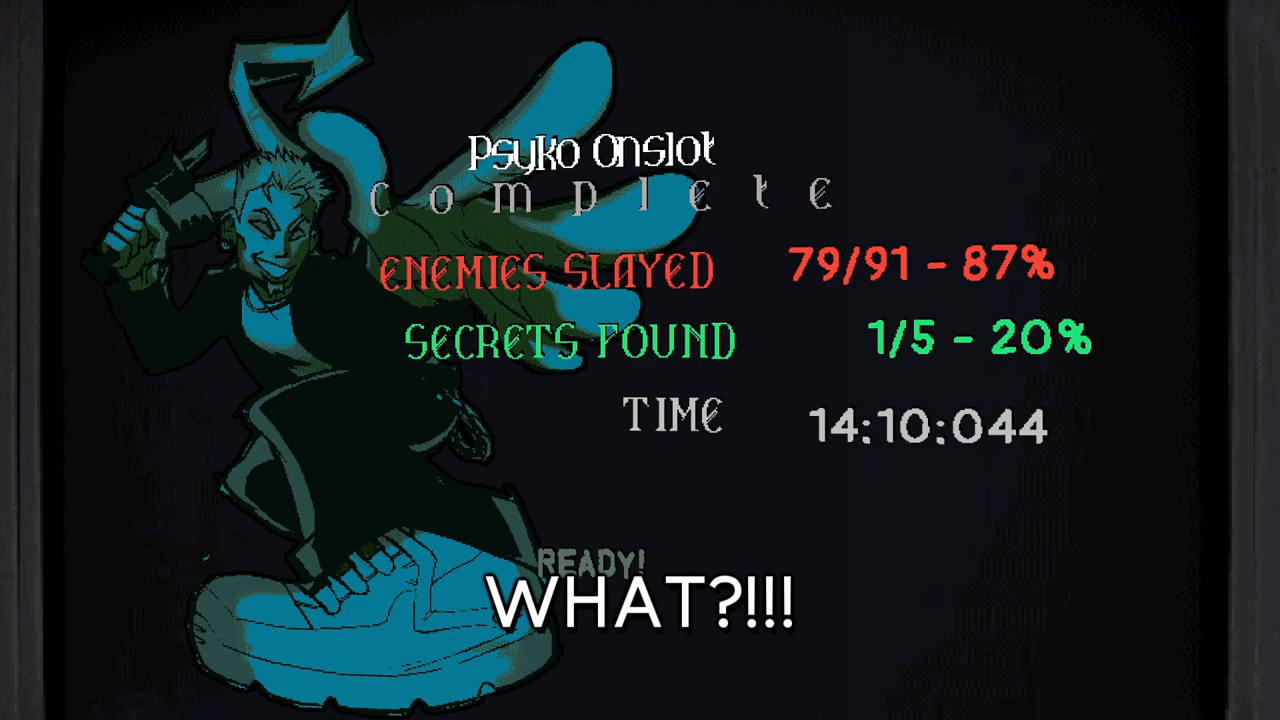 Psyko Onslot
complete
ENEMIES SLAYED 79/91 - 87%
SECRETS FOUND 1/5 - 20%
TIME 14:10:044
READY!
WHAT?!!!